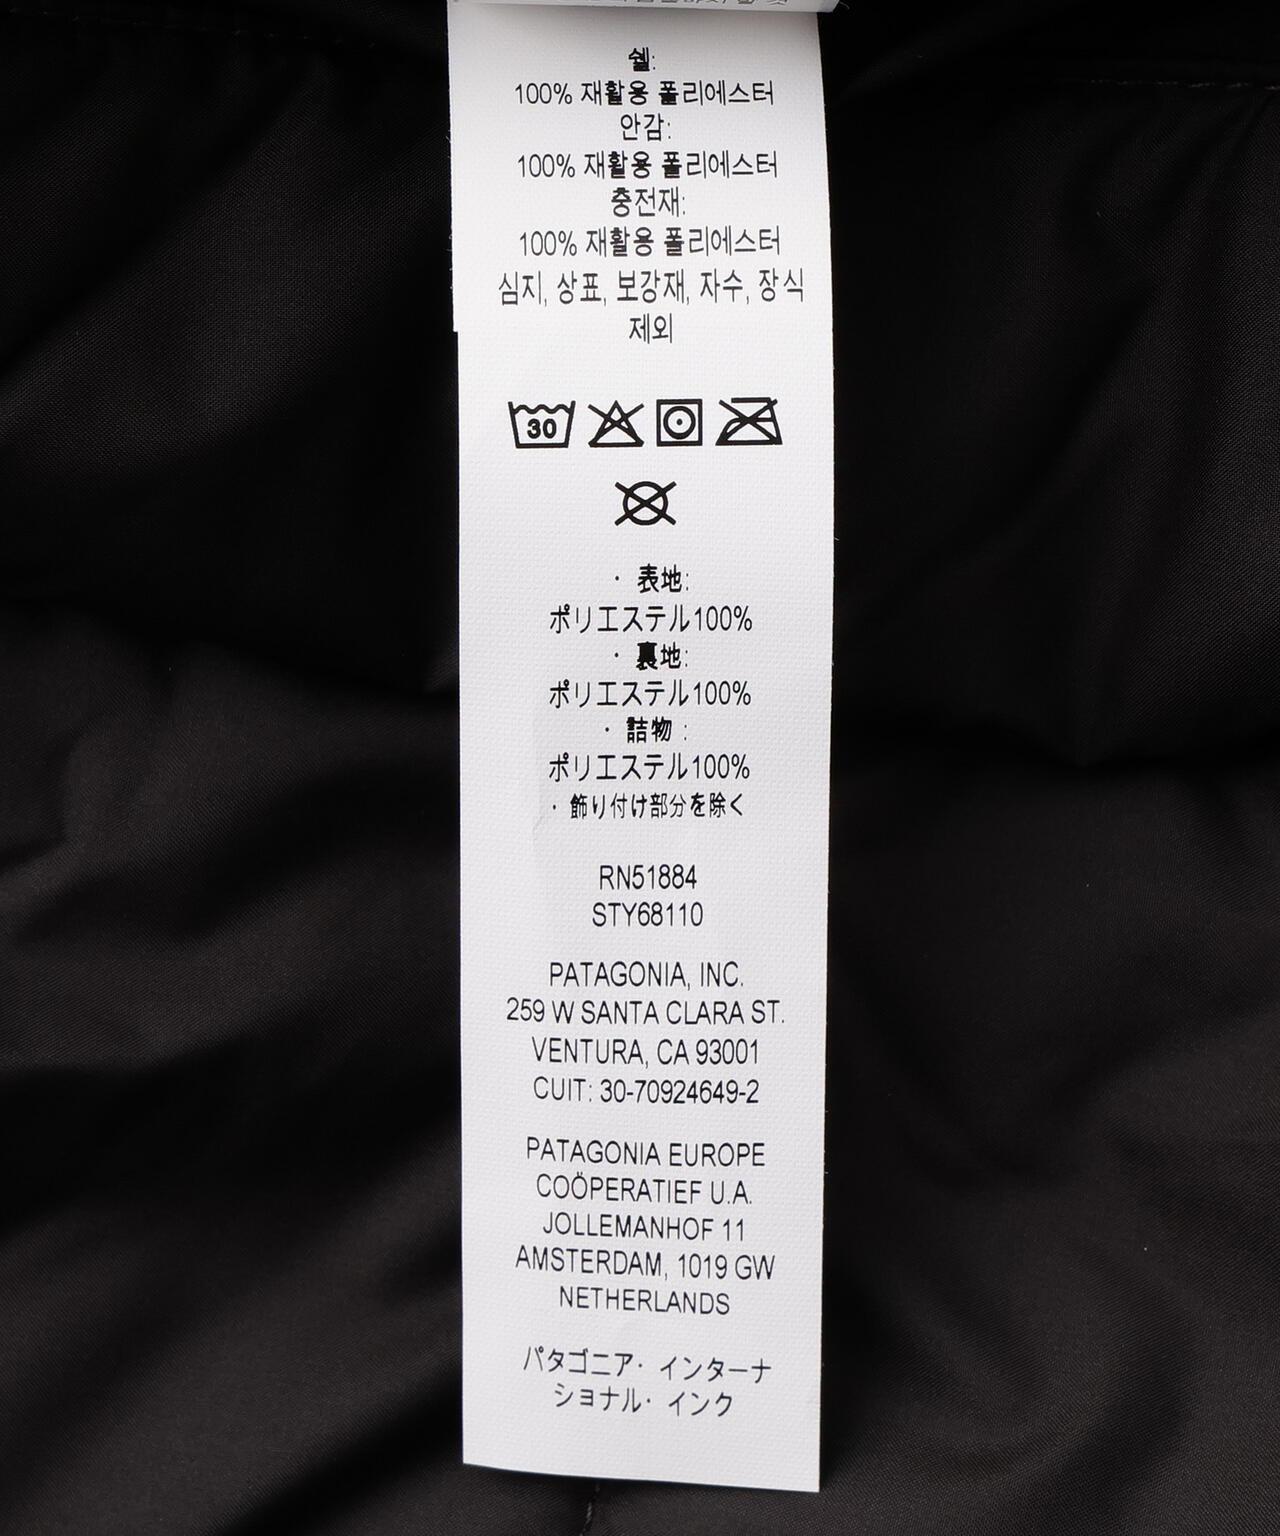 쉘:
100% 재활용 폴리에스터
안감:
100% 재활용 폴리에스터
충전재:
100% 재활용 폴리에스터
심지, 상표, 보강재, 자수, 장식
제외
30
· 表地:
ポリエステル100%
· 裏地:
ポリエステル100%
· 詰物 :
ポリエステル100%
· 飾り付け部分を除く
RN51884
STY68110
PATAGONIA, INC.
259 W SANTA CLARA ST.
VENTURA, CA 93001
CUIT: 30-70924649-2
PATAGONIA EUROPE
COÖPERATIEF U.A.
JOLLEMANHOF 11
AMSTERDAM, 1019 GW
NETHERLANDS
パタゴニア· インターナ
ショナル· インク